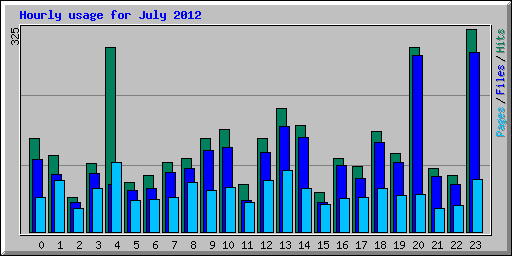 Hourly usage for July 2012
325
Pages / Files / Hits
0 1 2 3 4 5 6 7 8 9 10 11 12 13 14 15 16 17 18 19 20 21 22 23